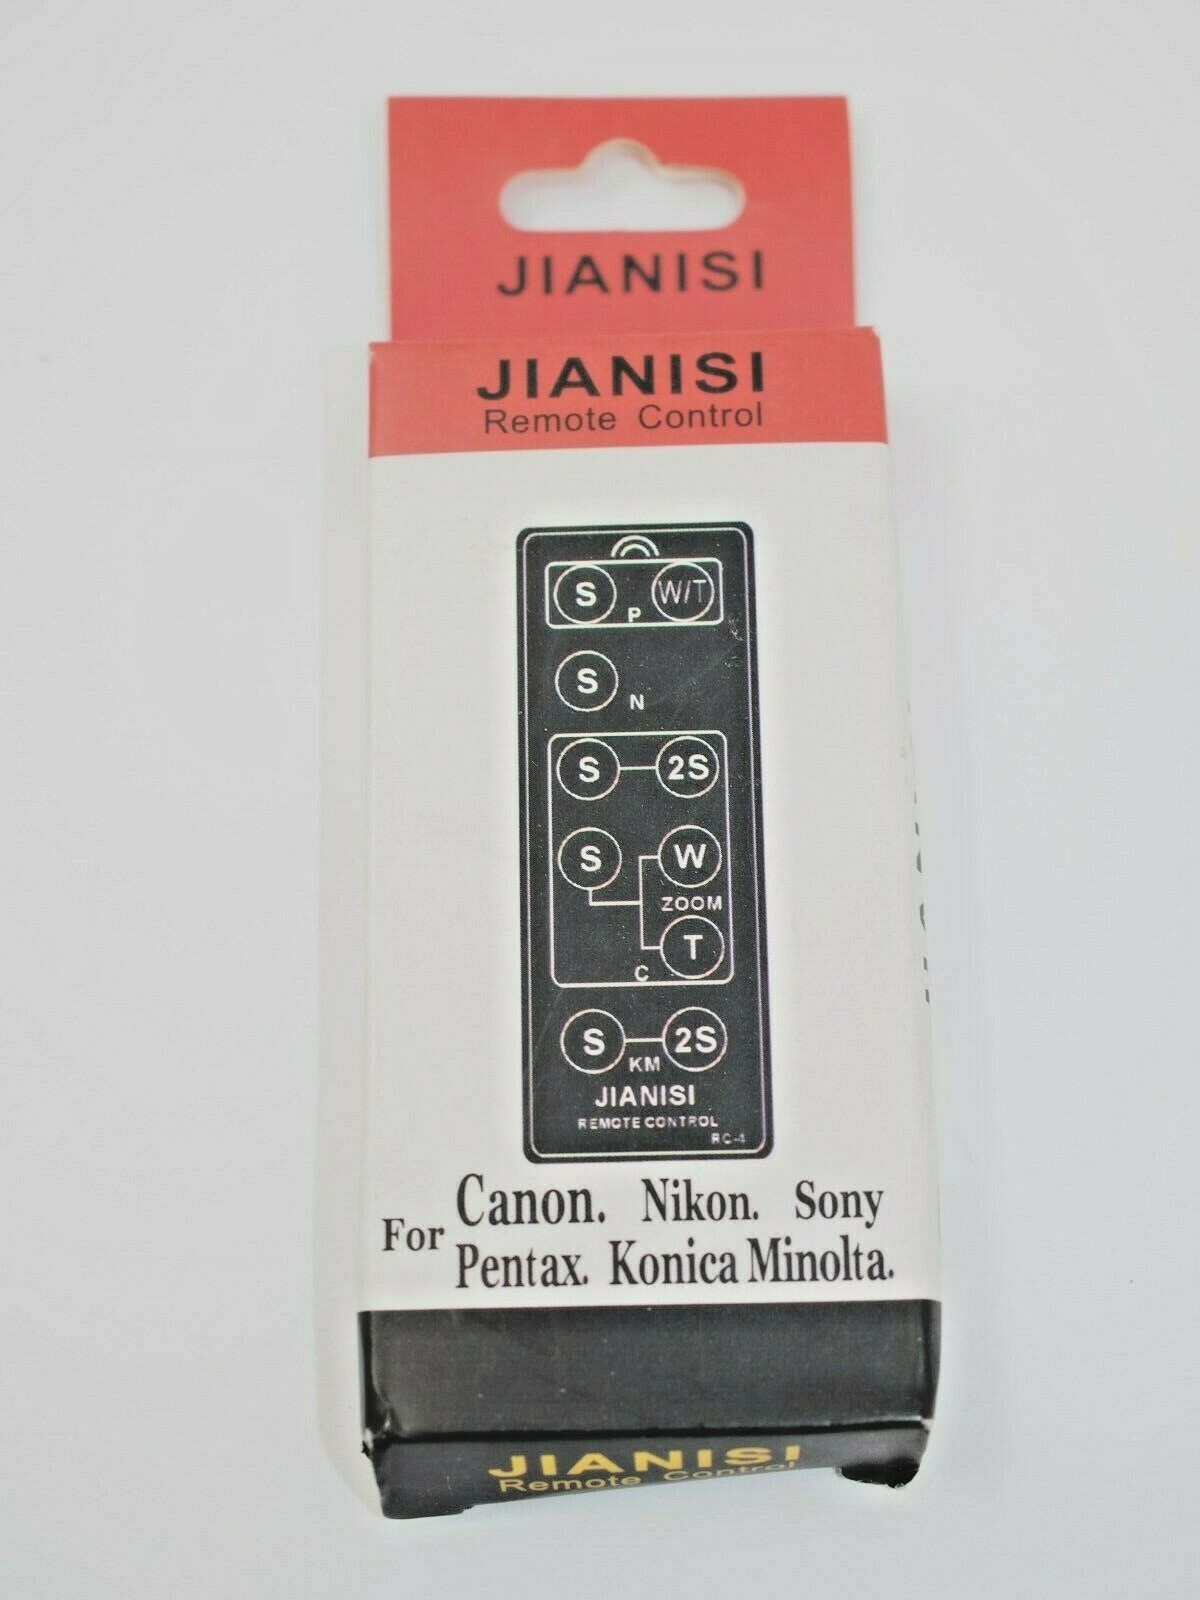 JIANISI
JIANISI
Remote Control
S P W/T
S N
S 2S
S W
ZOOM
T
C
S KM 2S
JIANISI
REMOTE CONTROL
RC-4
For Canon. Nikon. Sony
Pentax. Konica Minolta.
JIANISI
Remote Control